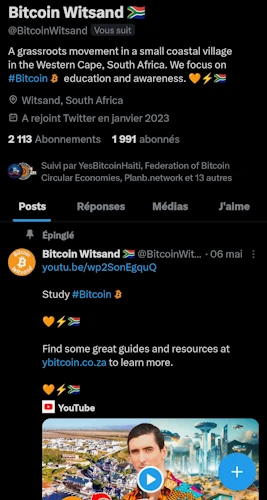 Bitcoin Witsand 🇿🇦
@BitcoinWitsand Vous suit
A grassroots movement in a small coastal village
in the Western Cape, South Africa. We focus on
#Bitcoin education and awareness. 🧡⚡🇿🇦
Witsand, South Africa
A rejoint Twitter en janvier 2023
2 113 Abonnements 1 991 abonnés
Suivi par YesBitcoinHaiti, Federation of Bitcoin
Circular Economies, Planb.network et 13 autres
Posts Réponses Médias J'aime
Épinglé
Bitcoin Witsand 🇿🇦 @BitcoinWit... · 06 mai
youtu.be/wp2SonEgquQ
Study #Bitcoin
🧡⚡🇿🇦
Find some great guides and resources at
ybitcoin.co.za to learn more.
🧡⚡🇿🇦
YouTube